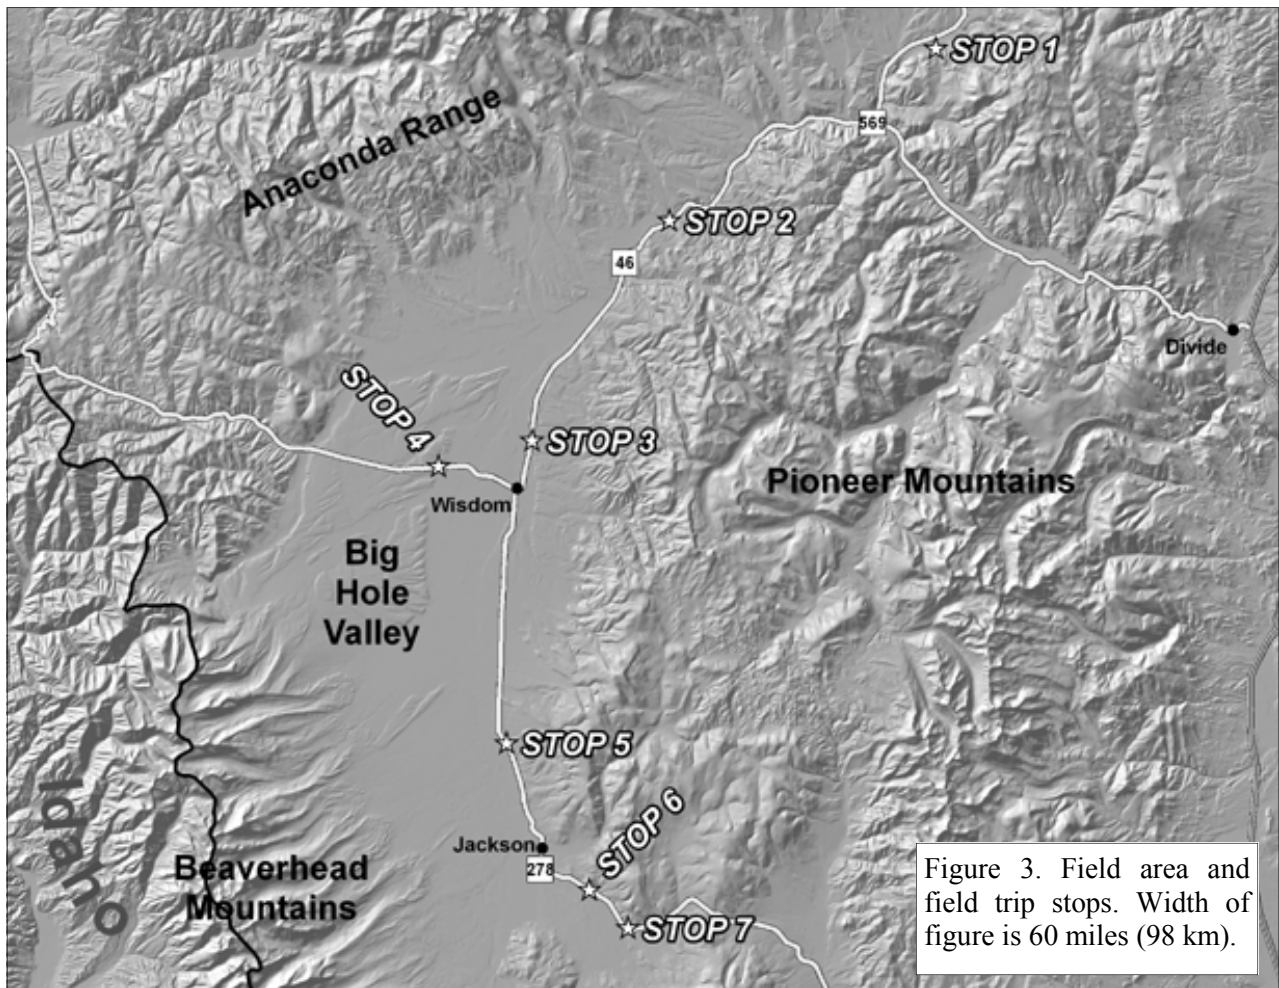 STOP 1
Anaconda Range
569
STOP 2
46
Divide
STOP 4
STOP 3
Pioneer Mountains
Wisdom
Big
Hole
Valley
STOP 5
Idaho
STOP 6
Jackson
278
Beaverhead
Mountains
STOP 7
Figure 3. Field area and
field trip stops. Width of
figure is 60 miles (98 km).